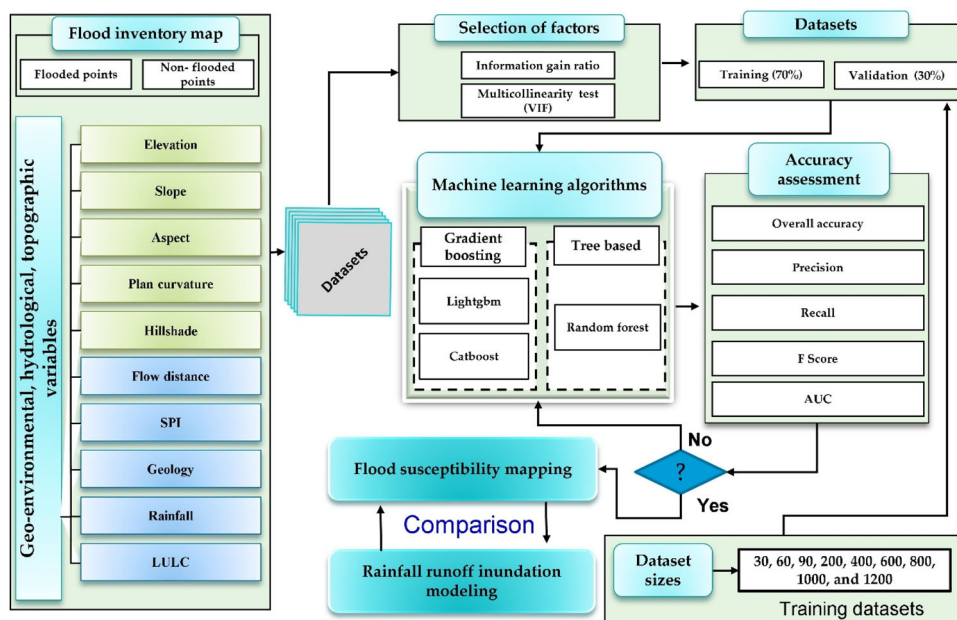 Flood inventory map
Flooded points
Non- flooded
points
Geo-environmental, hydrological, topographic
variables
Elevation
Slope
Aspect
Plan curvature
Hillshade
Flow distance
SPI
Geology
Rainfall
LULC
Datasets
Selection of factors
Information gain ratio
Multicollinearity test
(VIF)
Datasets
Training (70%)
Validation (30%)
Machine learning algorithms
Gradient
boosting
Lightgbm
Catboost
Tree based
Random forest
Accuracy
assessment
Overall accuracy
Precision
Recall
F Score
AUC
No
?
Yes
Flood susceptibility mapping
Comparison
Rainfall runoff inundation
modeling
Dataset
sizes
30, 60, 90, 200, 400, 600, 800,
1000, and 1200
Training datasets